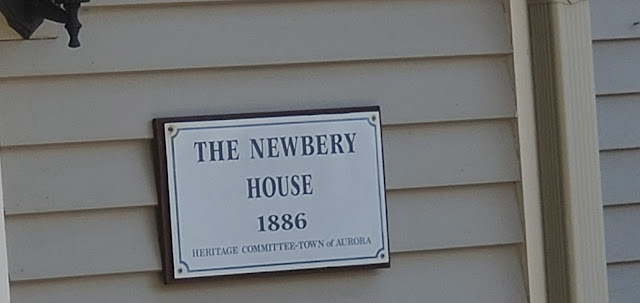 THE NEWBERY
HOUSE
1886
HERITAGE COMMITTEE-TOWN of AURORA